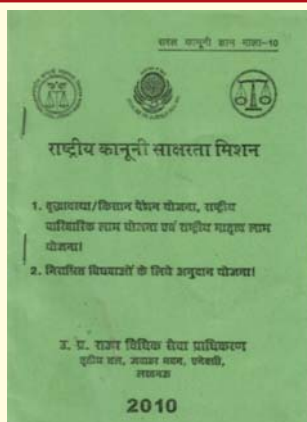 सरल कानूनी ज्ञान माला-10
राष्ट्रीय कानूनी साक्षरता मिशन
1. वृद्धावस्था/किसान पेंशन योजना, राष्ट्रीय
पारिवारिक लाभ योजना एवं राष्ट्रीय मातृत्व लाभ
योजना।
2. निराश्रित विधवाओं के लिये अनुदान योजना।
उ. प्र. राज्य विधिक सेवा प्राधिकरण
तृतीय तल, जवाहर भवन, एनेक्सी,
लखनऊ
2010